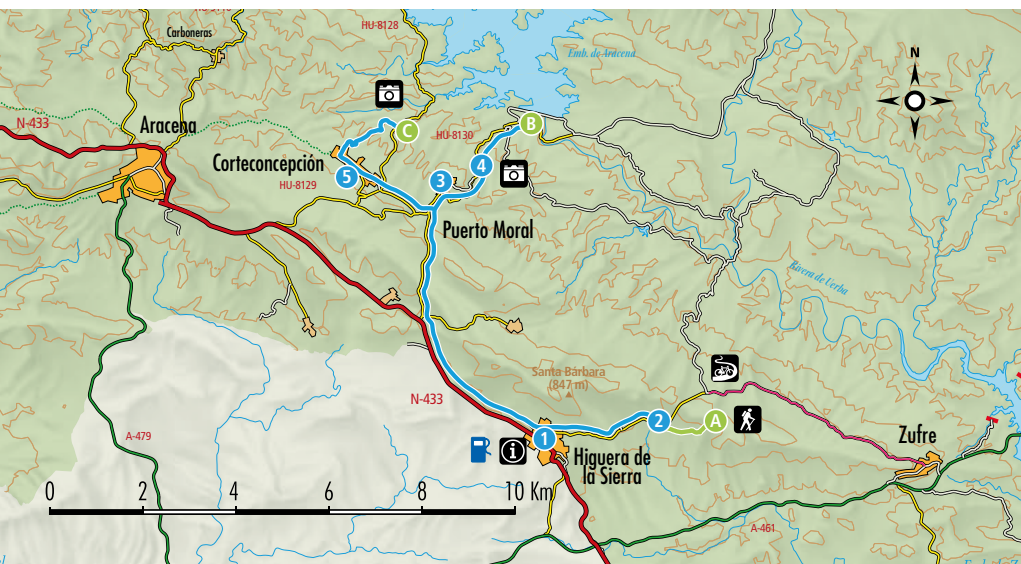 HU-8128
Carboneras
Emb. de Aracena
N
N-433
Aracena
C
HU-8130
B
Corteconcepción
4
5
3
HU-8129
Puerto Moral
Rivera de
Santa Bárbara
(847 m)
N-433
2
A
A-479
1
i
Higuera de
la Sierra
Zufre
0 2 4 6 8 10 Km
A-461